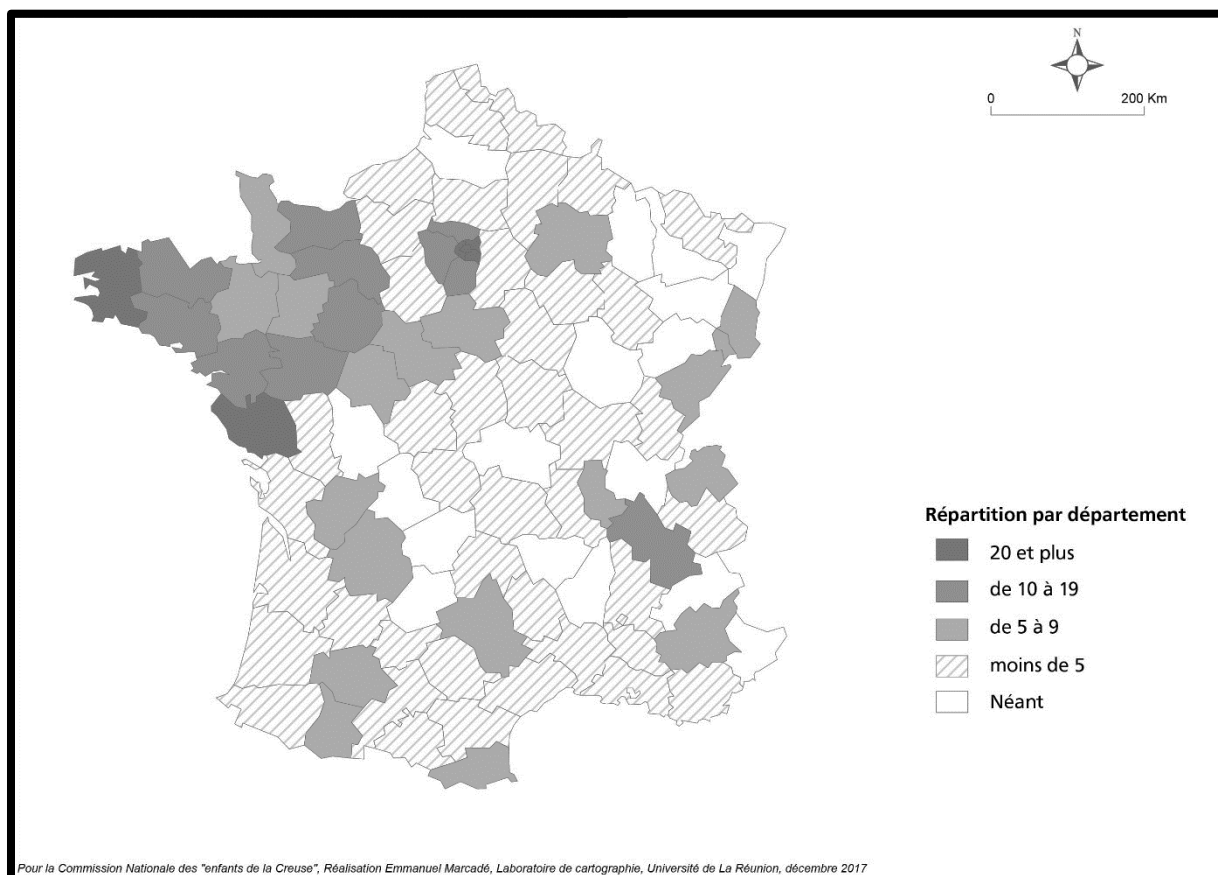 N
0 200 Km
Répartition par département
20 et plus
de 10 à 19
de 5 à 9
moins de 5
Néant
Pour la Commission Nationale des "enfants de la Creuse", Réalisation Emmanuel Marcadé, Laboratoire de cartographie, Université de La Réunion, décembre 2017